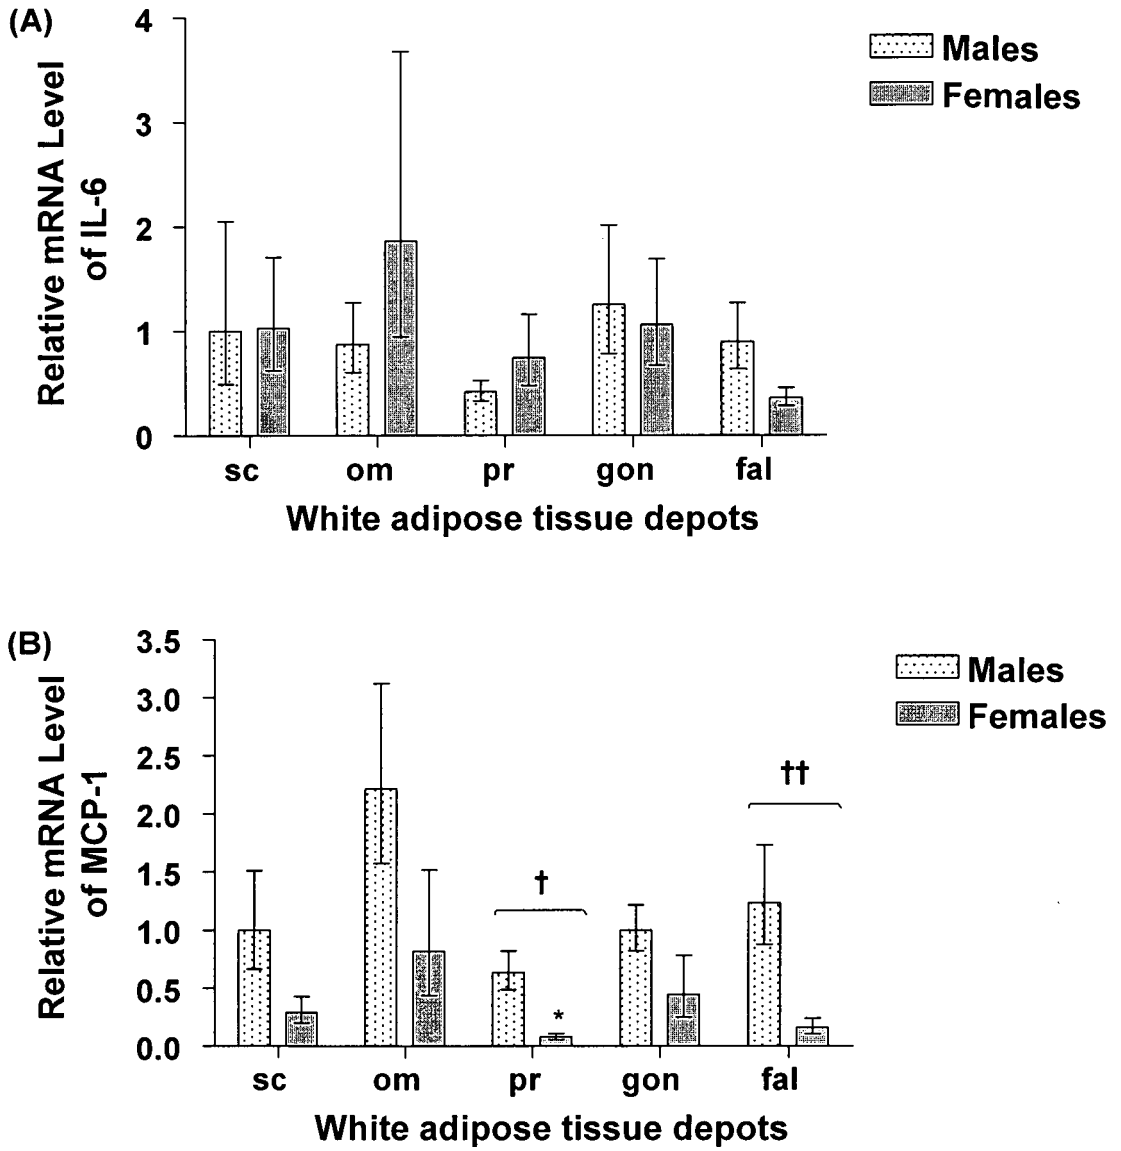 (A)
Relative mRNA Level
of IL-6
4
3
2
1
0
sc om pr gon fal
White adipose tissue depots
Males
Females
(B)
Relative mRNA Level
of MCP-1
3.5
3.0
2.5
2.0
1.5
1.0
0.5
0.0
††
†
*
sc om pr gon fal
White adipose tissue depots
Males
Females